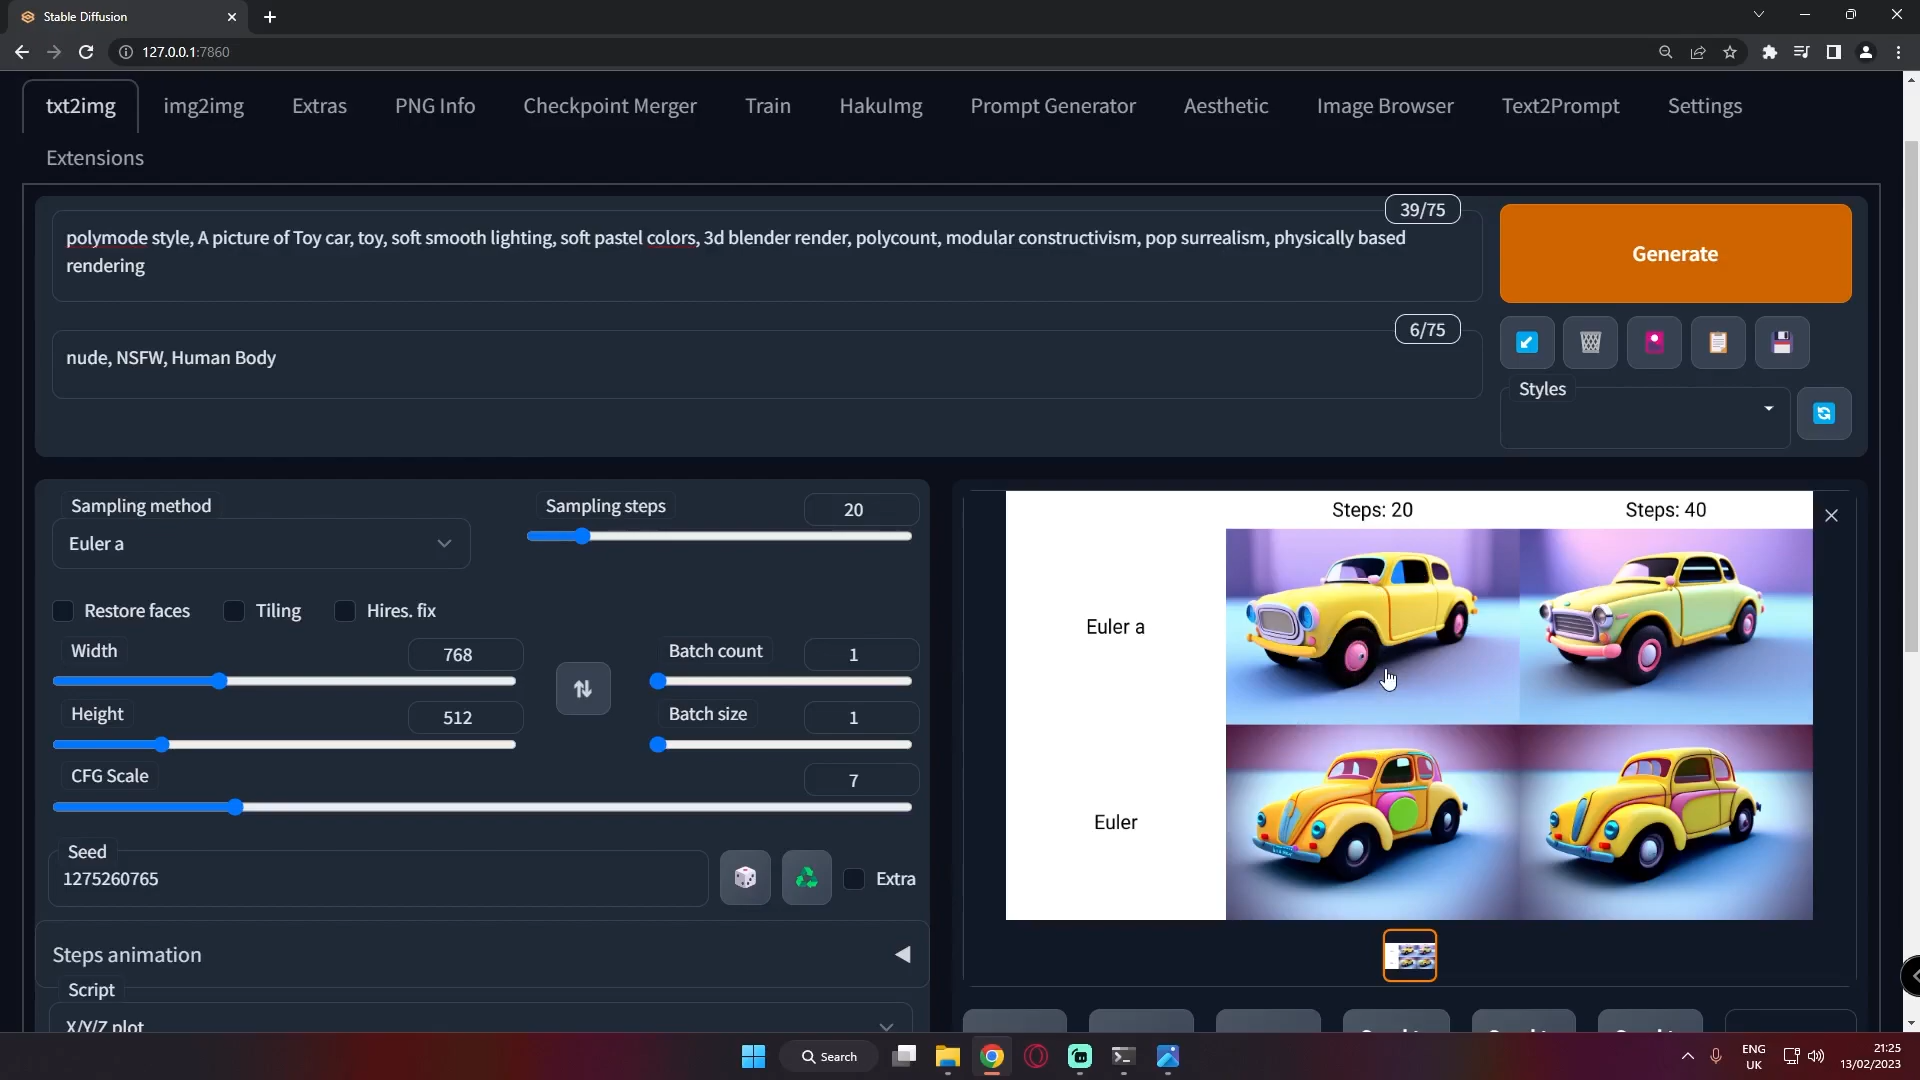 Stable Diffusion
127.0.0.1:7860
txt2img
img2img
Extras
PNG Info
Checkpoint Merger
Train
HakuImg
Prompt Generator
Aesthetic
Image Browser
Text2Prompt
Settings
Extensions
39/75
polymode style, A picture of Toy car, toy, soft smooth lighting, soft pastel colors, 3d blender render, polycount, modular constructivism, pop surrealism, physically based
rendering
Generate
6/75
nude, NSFW, Human Body
Styles
Sampling method
Euler a
Sampling steps
20
Restore faces
Tiling
Hires. fix
Width
768
Height
512
Batch count
1
Batch size
1
CFG Scale
7
Seed
1275260765
Extra
Steps animation
Script
X/Y/Z plot
Steps: 20
Steps: 40
Euler a
Euler
Search
ENG
UK
21:25
13/02/2023